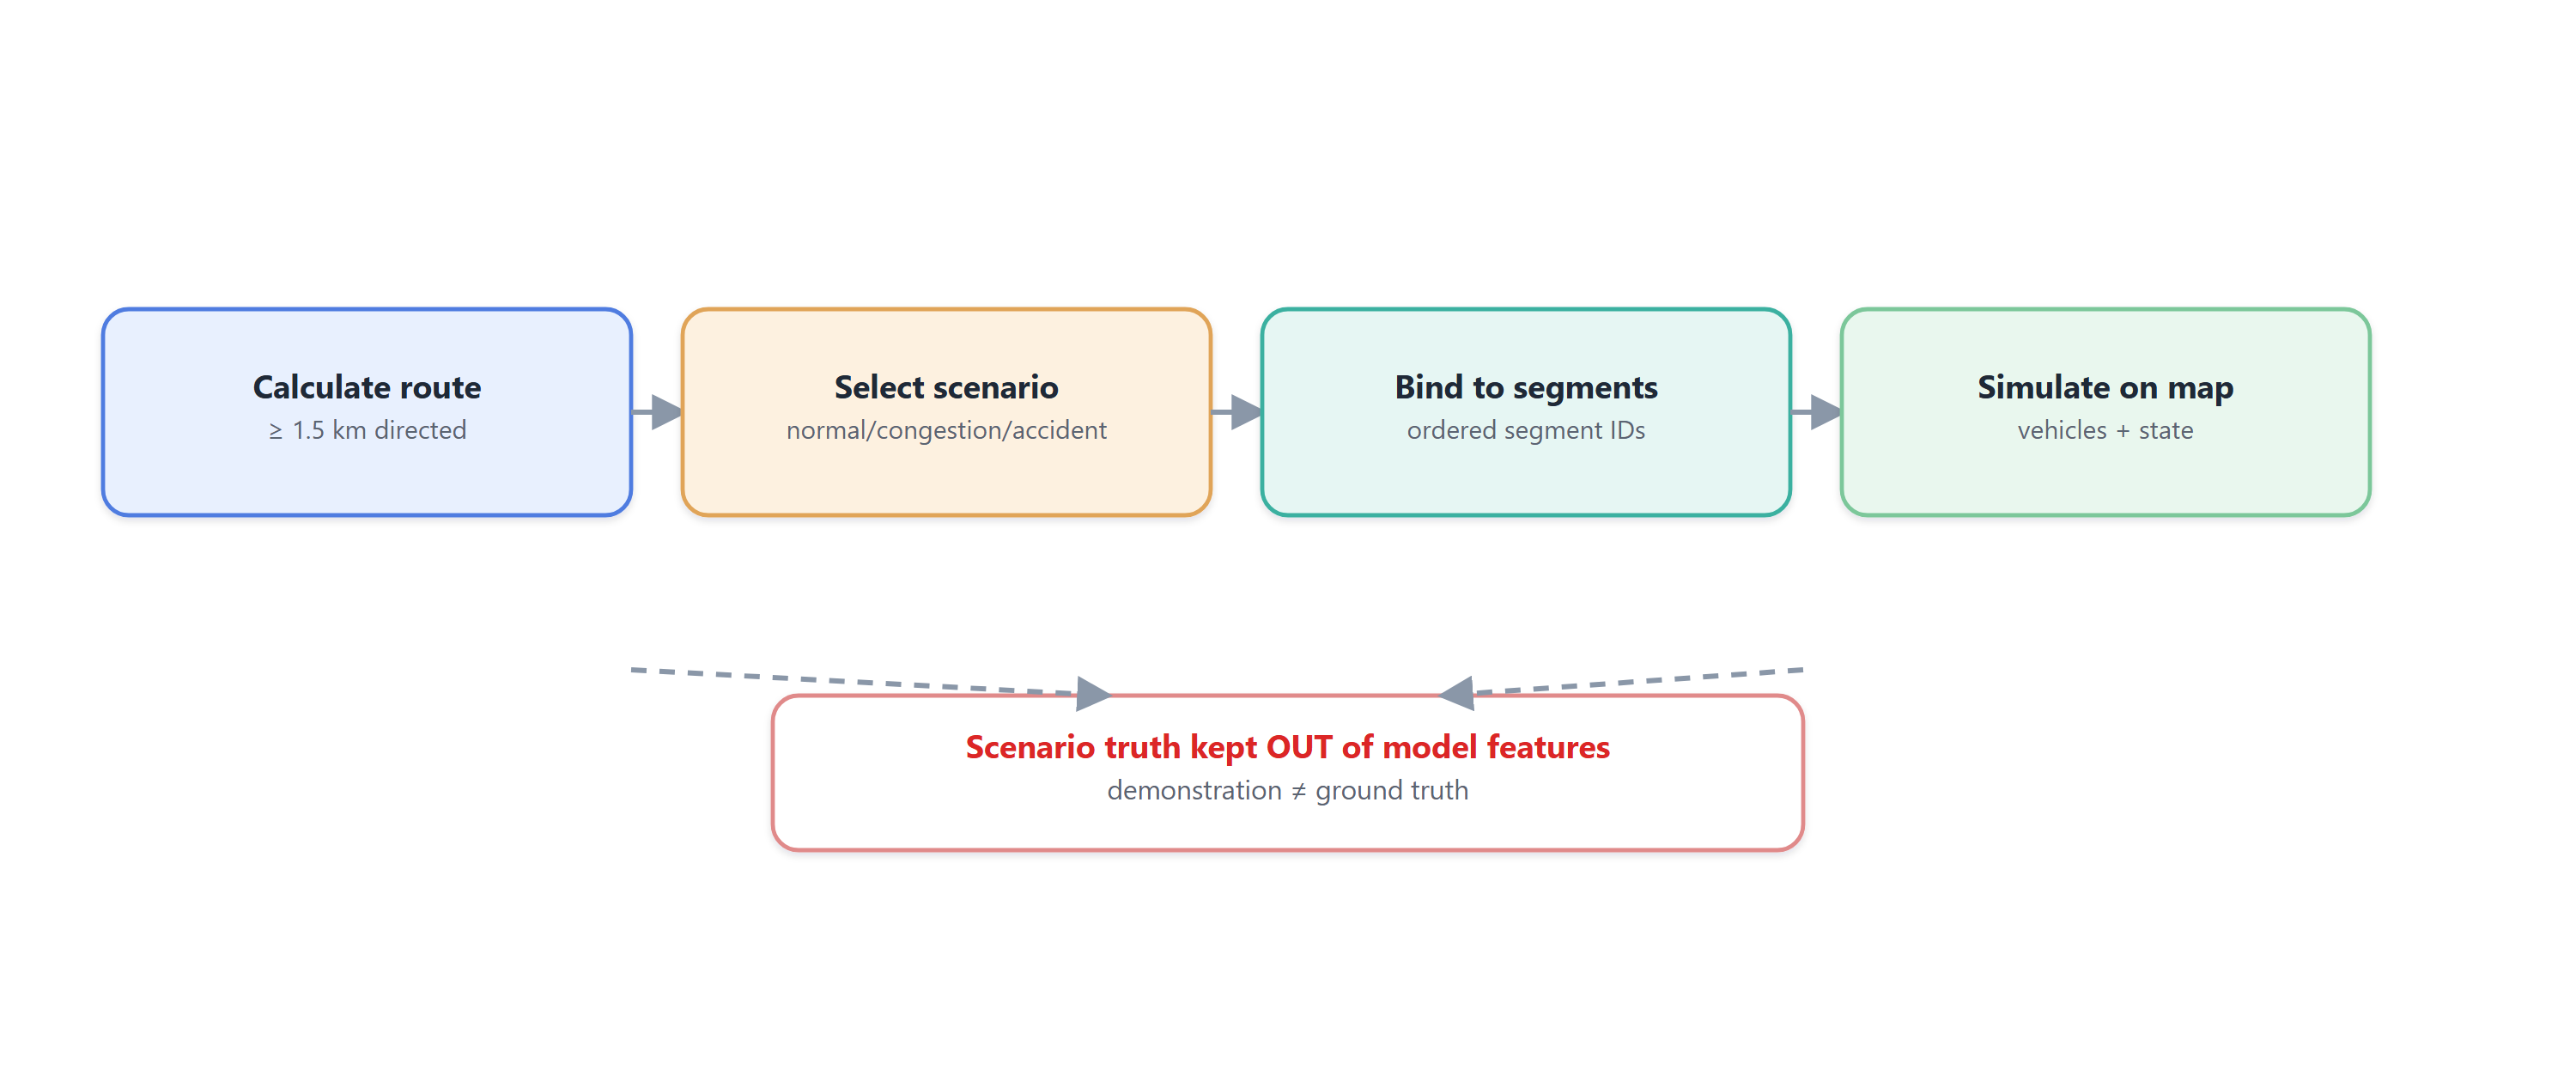 Calculate route
≥ 1.5 km directed
Select scenario
normal/congestion/accident
Bind to segments
ordered segment IDs
Simulate on map
vehicles + state
Scenario truth kept OUT of model features
demonstration ≠ ground truth